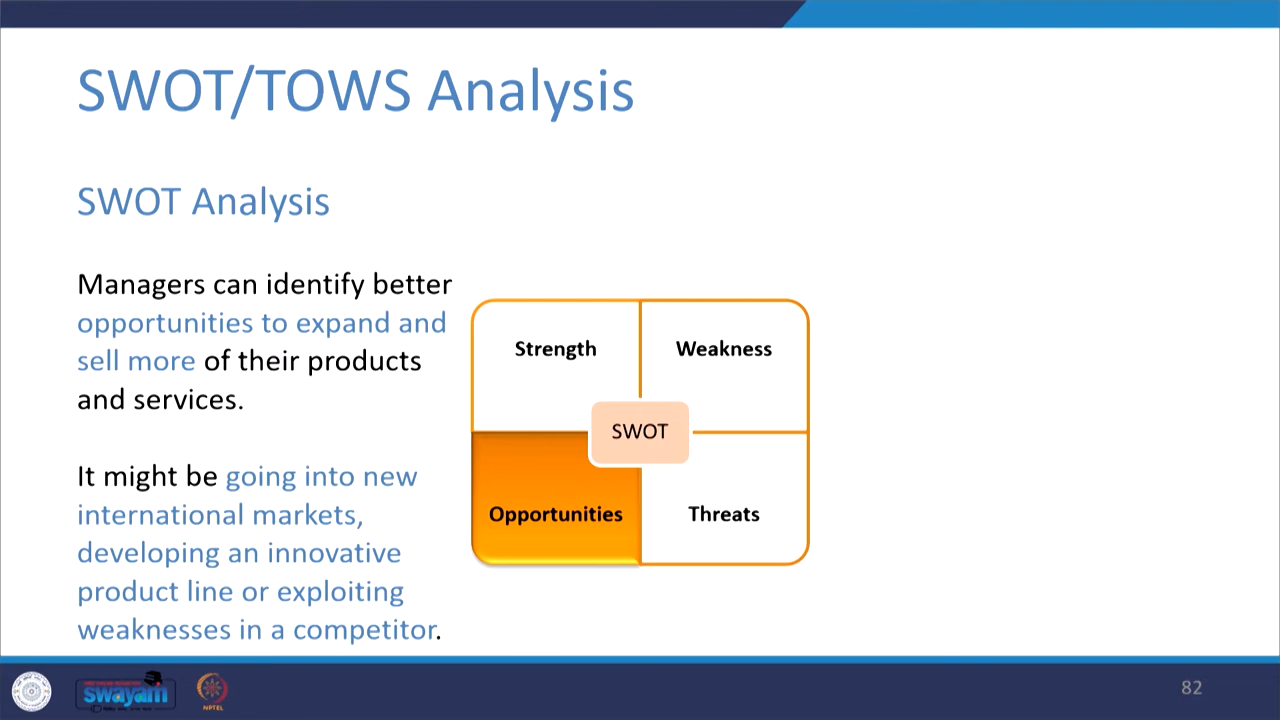 SWOT/TOWS Analysis
SWOT Analysis
Managers can identify better
opportunities to expand and
sell more of their products
and services.
It might be going into new
international markets,
developing an innovative
product line or exploiting
weaknesses in a competitor.
Strength
Weakness
SWOT
Opportunities
Threats
swayam
NPTEL
82